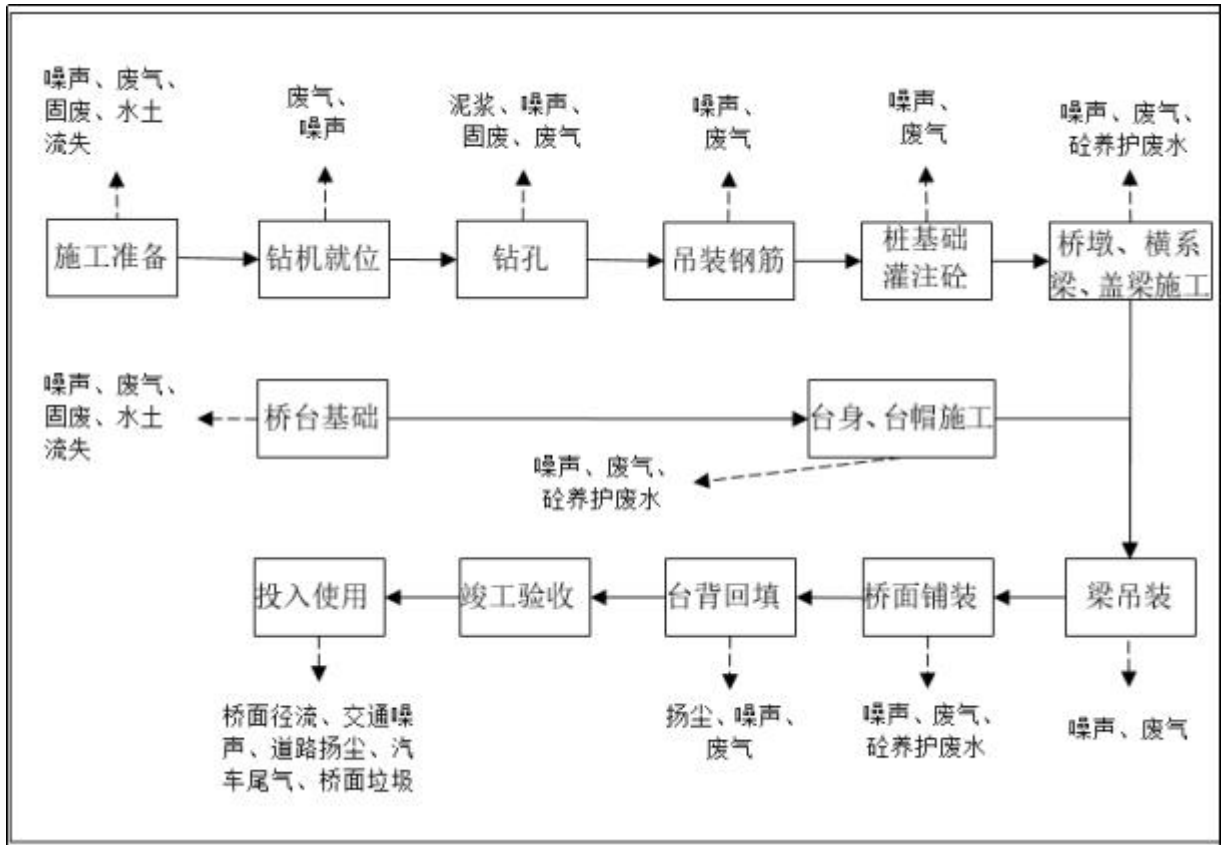 噪声、废气、
固废、水土
流失
废气、
噪声
泥浆、噪声、
固废、废气
噪声、
废气
噪声、
废气
噪声、废气、
砼养护废水
施工准备
钻机就位
钻孔
吊装钢筋
桩基础
灌注砼
桥墩、横系
梁、盖梁施工
噪声、废气、
固废、水土
流失
桥台基础
台身、台帽施工
噪声、废气、
砼养护废水
投入使用
竣工验收
台背回填
桥面铺装
梁吊装
桥面径流、交通噪
声、道路扬尘、汽
车尾气、桥面垃圾
扬尘、噪声、
废气
噪声、废气、
砼养护废水
噪声、废气